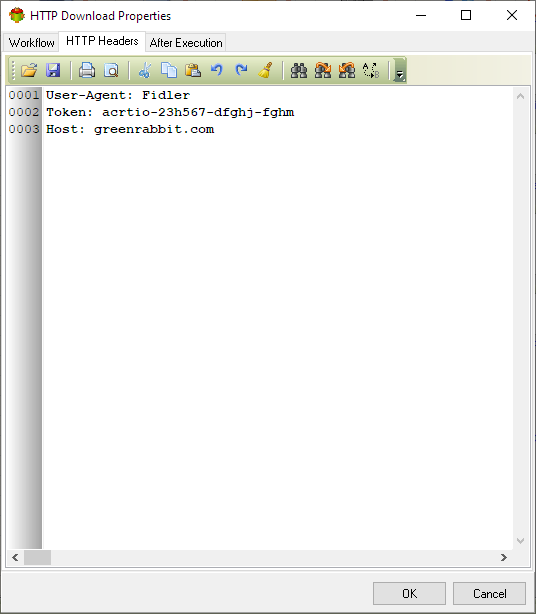 HTTP Download Properties
Workflow HTTP Headers After Execution
0001 User-Agent: Fidler
0002 Token: acrtio-23h567-dfghj-fghm
0003 Host: greenrabbit.com
OK Cancel